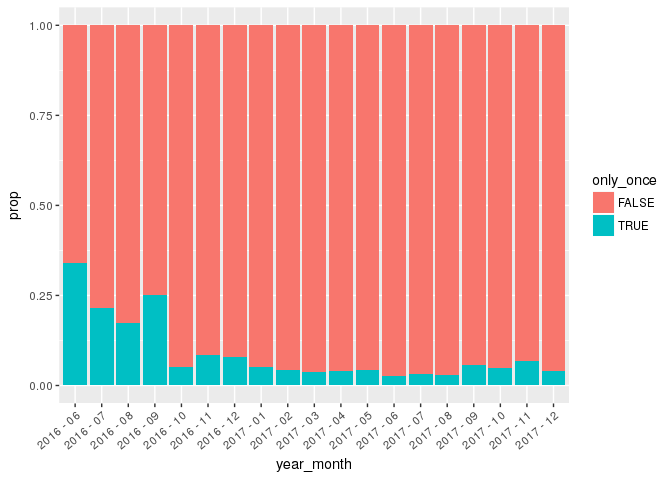 1.00
0.75
0.50
0.25
0.00
prop
2016 - 06
2016 - 07
2016 - 08
2016 - 09
2016 - 10
2016 - 11
2016 - 12
2017 - 01
2017 - 02
2017 - 03
2017 - 04
2017 - 05
2017 - 06
2017 - 07
2017 - 08
2017 - 09
2017 - 10
2017 - 11
2017 - 12
year_month
only_once
FALSE
TRUE